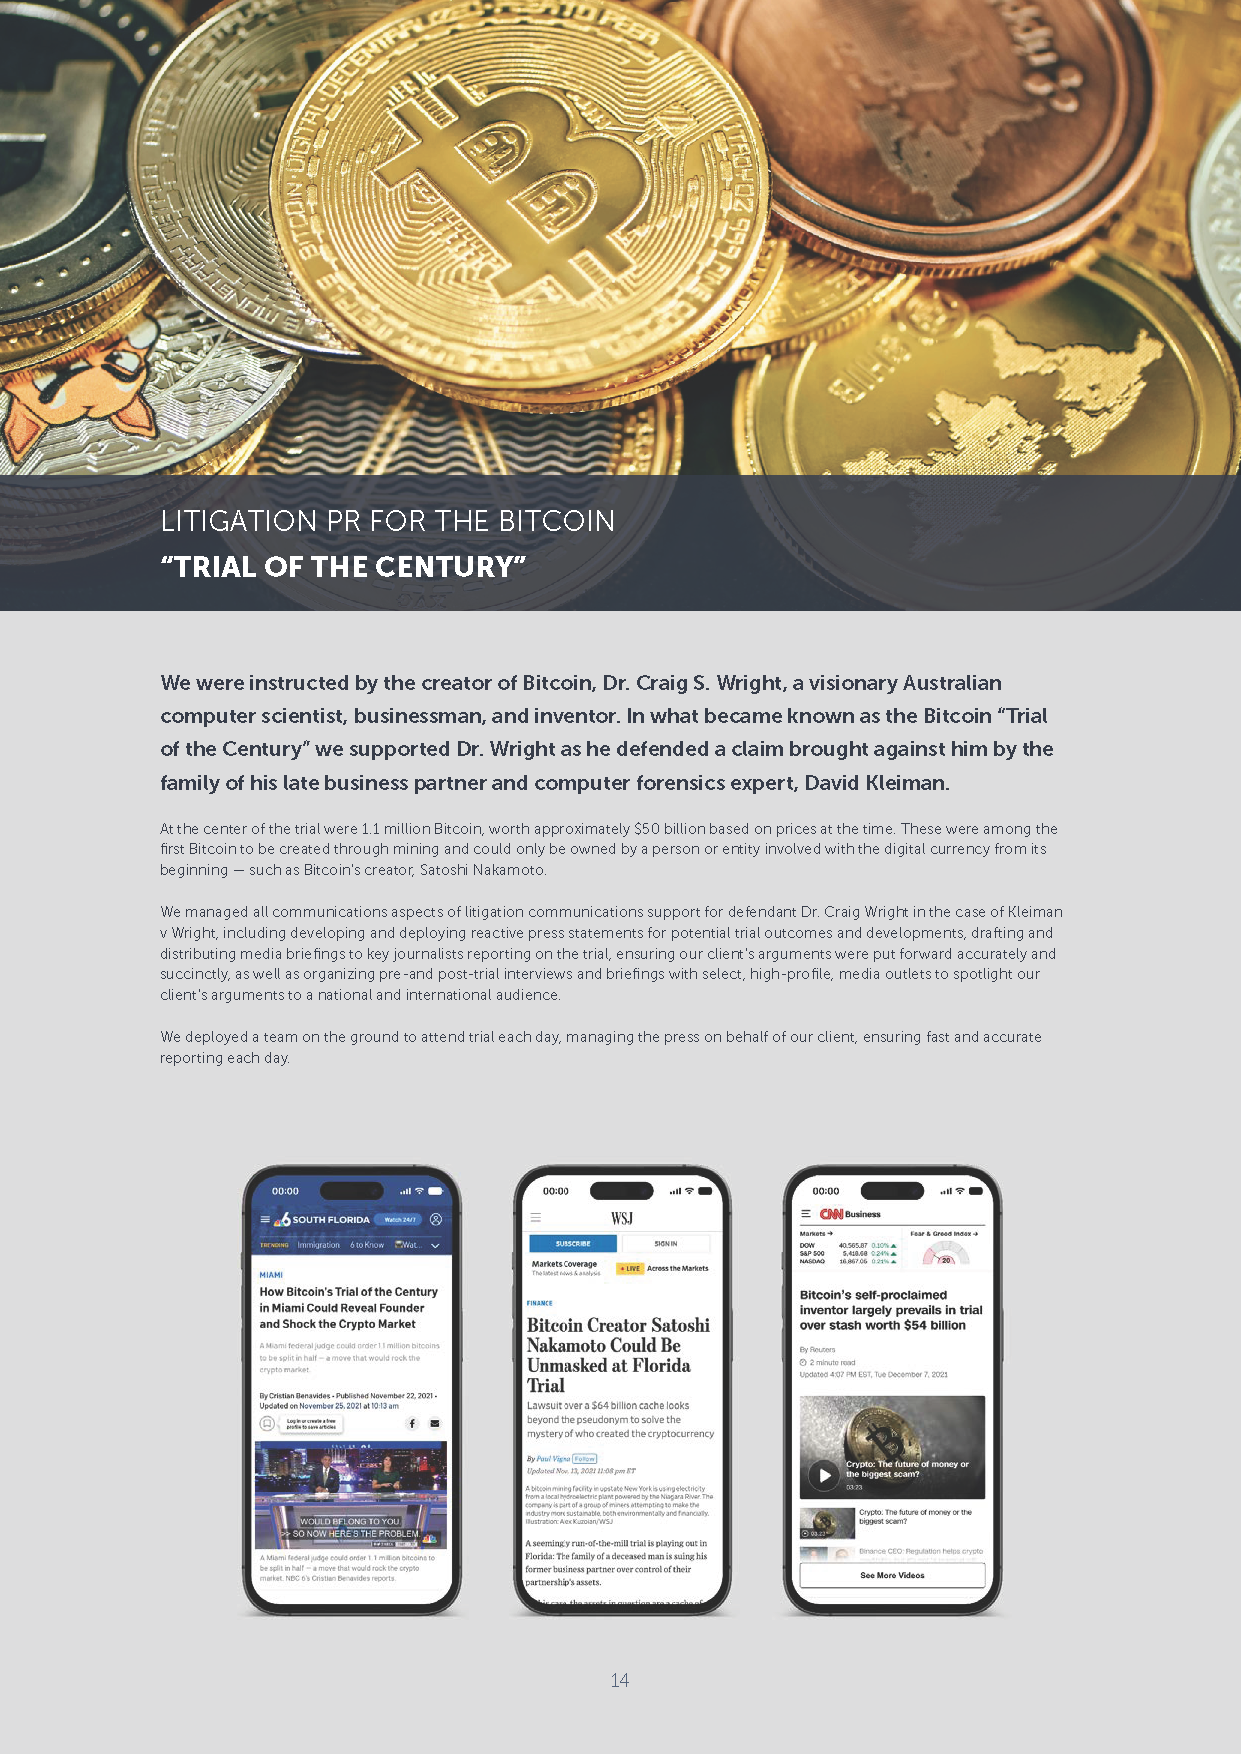 BITCOIN · DIGITAL · DECENTRALIZED
PEER TO PEER
LITIGATION PR FOR THE BITCOIN
“TRIAL OF THE CENTURY”
We were instructed by the creator of Bitcoin, Dr. Craig S. Wright, a visionary Australian
computer scientist, businessman, and inventor. In what became known as the Bitcoin “Trial
of the Century” we supported Dr. Wright as he defended a claim brought against him by the
family of his late business partner and computer forensics expert, David Kleiman.
At the center of the trial were 1.1 million Bitcoin, worth approximately $50 billion based on prices at the time. These were among the
first Bitcoin to be created through mining and could only be owned by a person or entity involved with the digital currency from its
beginning — such as Bitcoin's creator, Satoshi Nakamoto.
We managed all communications aspects of litigation communications support for defendant Dr. Craig Wright in the case of Kleiman
v Wright, including developing and deploying reactive press statements for potential trial outcomes and developments, drafting and
distributing media briefings to key journalists reporting on the trial, ensuring our client's arguments were put forward accurately and
succinctly, as well as organizing pre-and post-trial interviews and briefings with select, high-profile, media outlets to spotlight our
client's arguments to a national and international audience.
We deployed a team on the ground to attend trial each day, managing the press on behalf of our client, ensuring fast and accurate
reporting each day.
00:00
6 SOUTH FLORIDA Watch 24/7
TRENDING Immigration 6 to Know Wat...
MIAMI
How Bitcoin's Trial of the Century
in Miami Could Reveal Founder
and Shock the Crypto Market
A Miami federal judge could order 1.1 million bitcoins
to be split in half — a move that would rock the
crypto market.
By Cristian Benavides • Published November 22, 2021 •
Updated on November 25, 2021 at 10:13 am
Log in or create a free
profile to save articles
WOULD BELONG TO YOU.
>> SO NOW HERE'S THE PROBLEM.
A Miami federal judge could order 1.1 million bitcoins to
be split in half — a move that would rock the crypto
market. NBC 6's Cristian Benavides reports.
00:00
WSJ
SUBSCRIBE SIGN IN
Markets Coverage
The latest news & analysis
• LIVE Across the Markets
FINANCE
Bitcoin Creator Satoshi
Nakamoto Could Be
Unmasked at Florida
Trial
Lawsuit over a $64 billion cache looks
beyond the pseudonym to solve the
mystery of who created the cryptocurrency
By Paul Vigna Follow
Updated Nov. 13, 2021 11:08 pm ET
A bitcoin mining facility in upstate New York is using electricity
from a local hydroelectric plant powered by the Niagara River. The
company is part of a group of miners attempting to make the
industry more sustainable, both environmentally and financially.
Illustration: Alex Kuzoian/WSJ
A seemingly run-of-the-mill trial is playing out in
Florida: The family of a deceased man is suing his
former business partner over control of their
partnership's assets.
is case, the assets in question are a cache of
00:00
CNN Business
Markets →
DOW 40,565.87 0.10%
S&P 500 5,418.68 0.24%
NASDAQ 16,867.05 0.21%
Fear & Greed Index →
20
Bitcoin's self-proclaimed
inventor largely prevails in trial
over stash worth $54 billion
By Reuters
2 minute read
Updated 4:07 PM EST, Tue December 7, 2021
Crypto: The future of money or
the biggest scam?
03:23
Crypto: The future of money or the
biggest scam?
03:23
Binance CEO: Regulation helps crypto
See More Videos
14